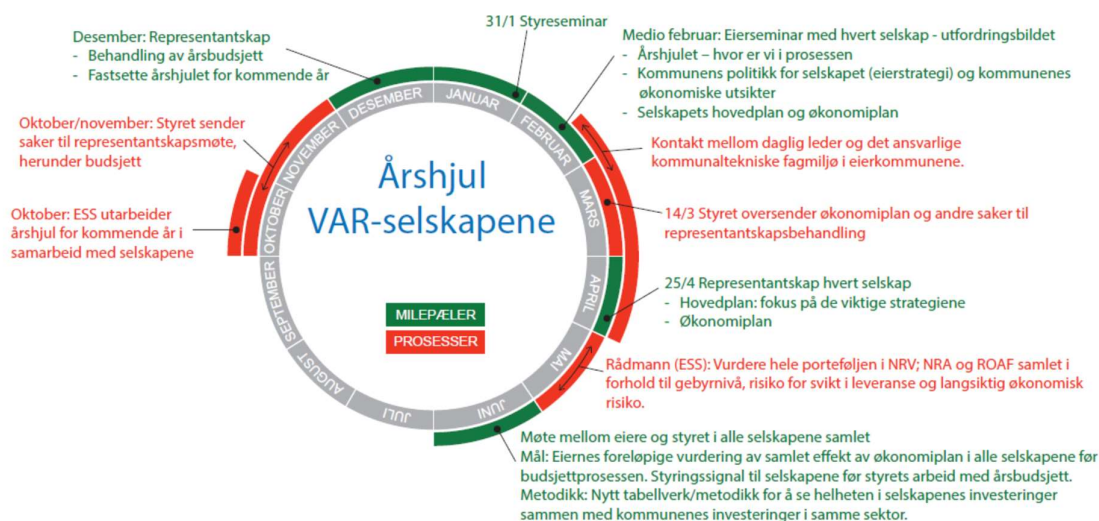 31/1 Styreseminar
Desember: Representantskap
- Behandling av årsbudsjett
- Fastsette årshjulet for kommende år
Medio februar: Eierseminar med hvert selskap - utfordringsbildet
- Årshjulet – hvor er vi i prosessen
- Kommunens politikk for selskapet (eierstrategi) og kommunenes
økonomiske utsikter
- Selskapets hovedplan og økonomiplan
Oktober/november: Styret sender
saker til representantskapsmøte,
herunder budsjett
Kontakt mellom daglig leder og det ansvarlige
kommunaltekniske fagmiljø i eierkommunene.
Oktober: ESS utarbeider
årshjul for kommende år i
samarbeid med selskapene
14/3 Styret oversender økonomiplan og andre saker til
representantskapsbehandling
25/4 Representantskap hvert selskap
- Hovedplan: fokus på de viktige strategiene
- Økonomiplan
Rådmann (ESS): Vurdere hele porteføljen i NRV; NRA og ROAF samlet i
forhold til gebyrnivå, risiko for svikt i leveranse og langsiktig økonomisk
risiko.
Møte mellom eiere og styret i alle selskapene samlet
Mål: Eiernes foreløpige vurdering av samlet effekt av økonomiplan i alle selskapene før
budsjettprosessen. Styringssignal til selskapene før styrets arbeid med årsbudsjett.
Metodikk: Nytt tabellverk/metodikk for å se helheten i selskapenes investeringer
sammen med kommunenes investeringer i samme sektor.
Årshjul
VAR-selskapene
MILEPÆLER
PROSESSER
JANUAR
FEBRUAR
MARS
APRIL
MAI
JUNI
JULI
AUGUST
SEPTEMBER
OKTOBER
NOVEMBER
DESEMBER